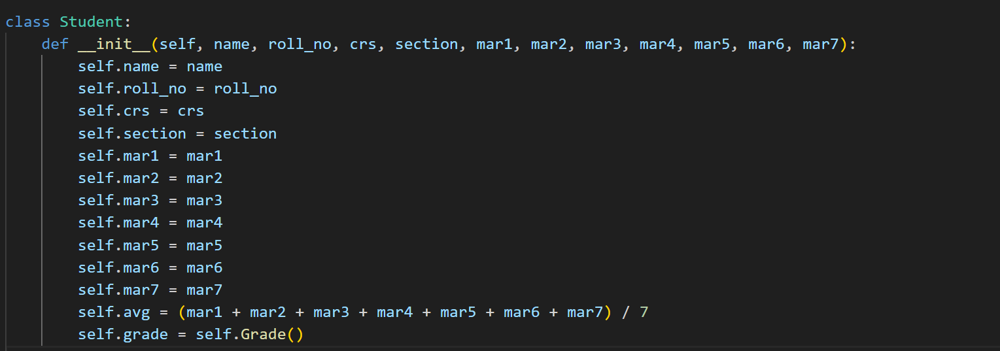 class Student:
    def __init__(self, name, roll_no, crs, section, mar1, mar2, mar3, mar4, mar5, mar6, mar7):
        self.name = name
        self.roll_no = roll_no
        self.crs = crs
        self.section = section
        self.mar1 = mar1
        self.mar2 = mar2
        self.mar3 = mar3
        self.mar4 = mar4
        self.mar5 = mar5
        self.mar6 = mar6
        self.mar7 = mar7
        self.avg = (mar1 + mar2 + mar3 + mar4 + mar5 + mar6 + mar7) / 7
        self.grade = self.Grade()